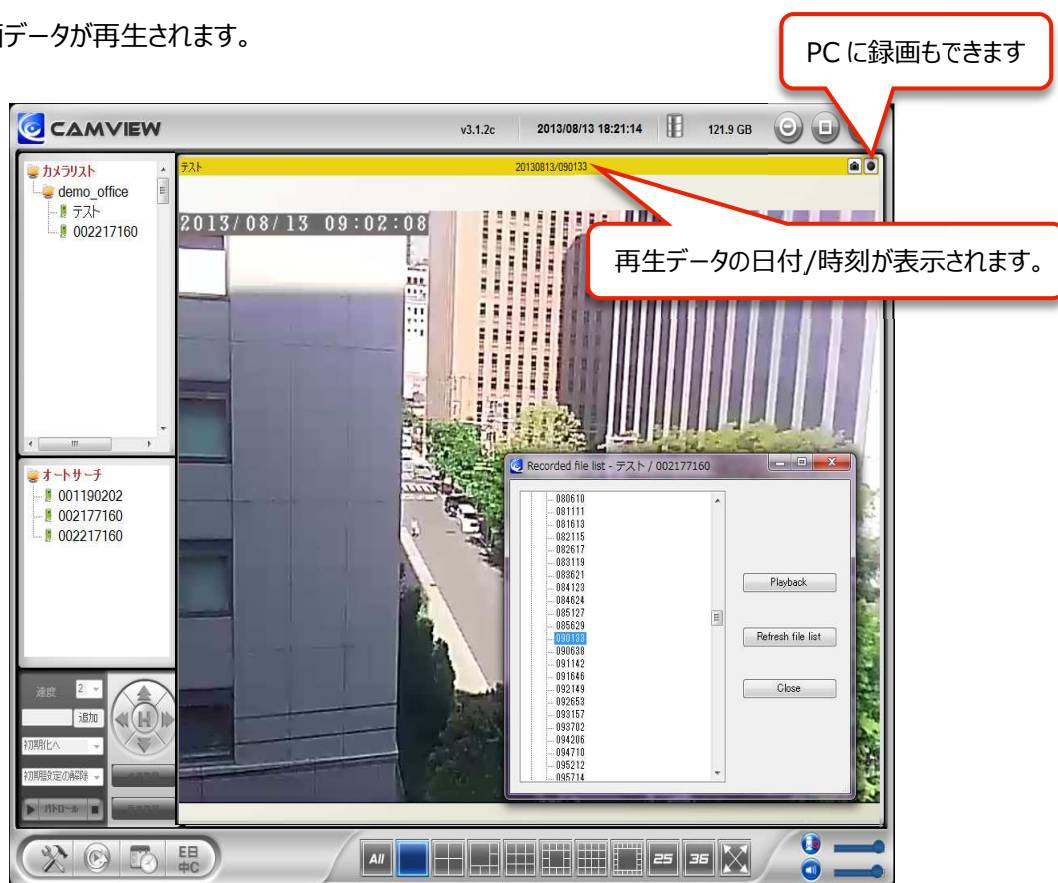 データが再生されます。
PC に録画もできます
CAMVIEW
v3.1.2c
2013/08/13 18:21:14
121.9 GB
カメラリスト
demo_office
テスト
002217160
テスト
20130813/090133
2013/08/13 09:02:08
再生データの日付/時刻が表示されます。
オートサーチ
001190202
002177160
002217160
Recorded file list - テスト / 002177160
080610
081111
081613
082115
082617
083119
083621
084123
084624
085127
085629
090133
090638
091142
091646
092149
092653
093157
093702
094206
094710
095212
095714
Playback
Refresh file list
Close
速度
2
追加
初期化へ
初期設定の解除
パトロール
H
E日
中C
All
25
36